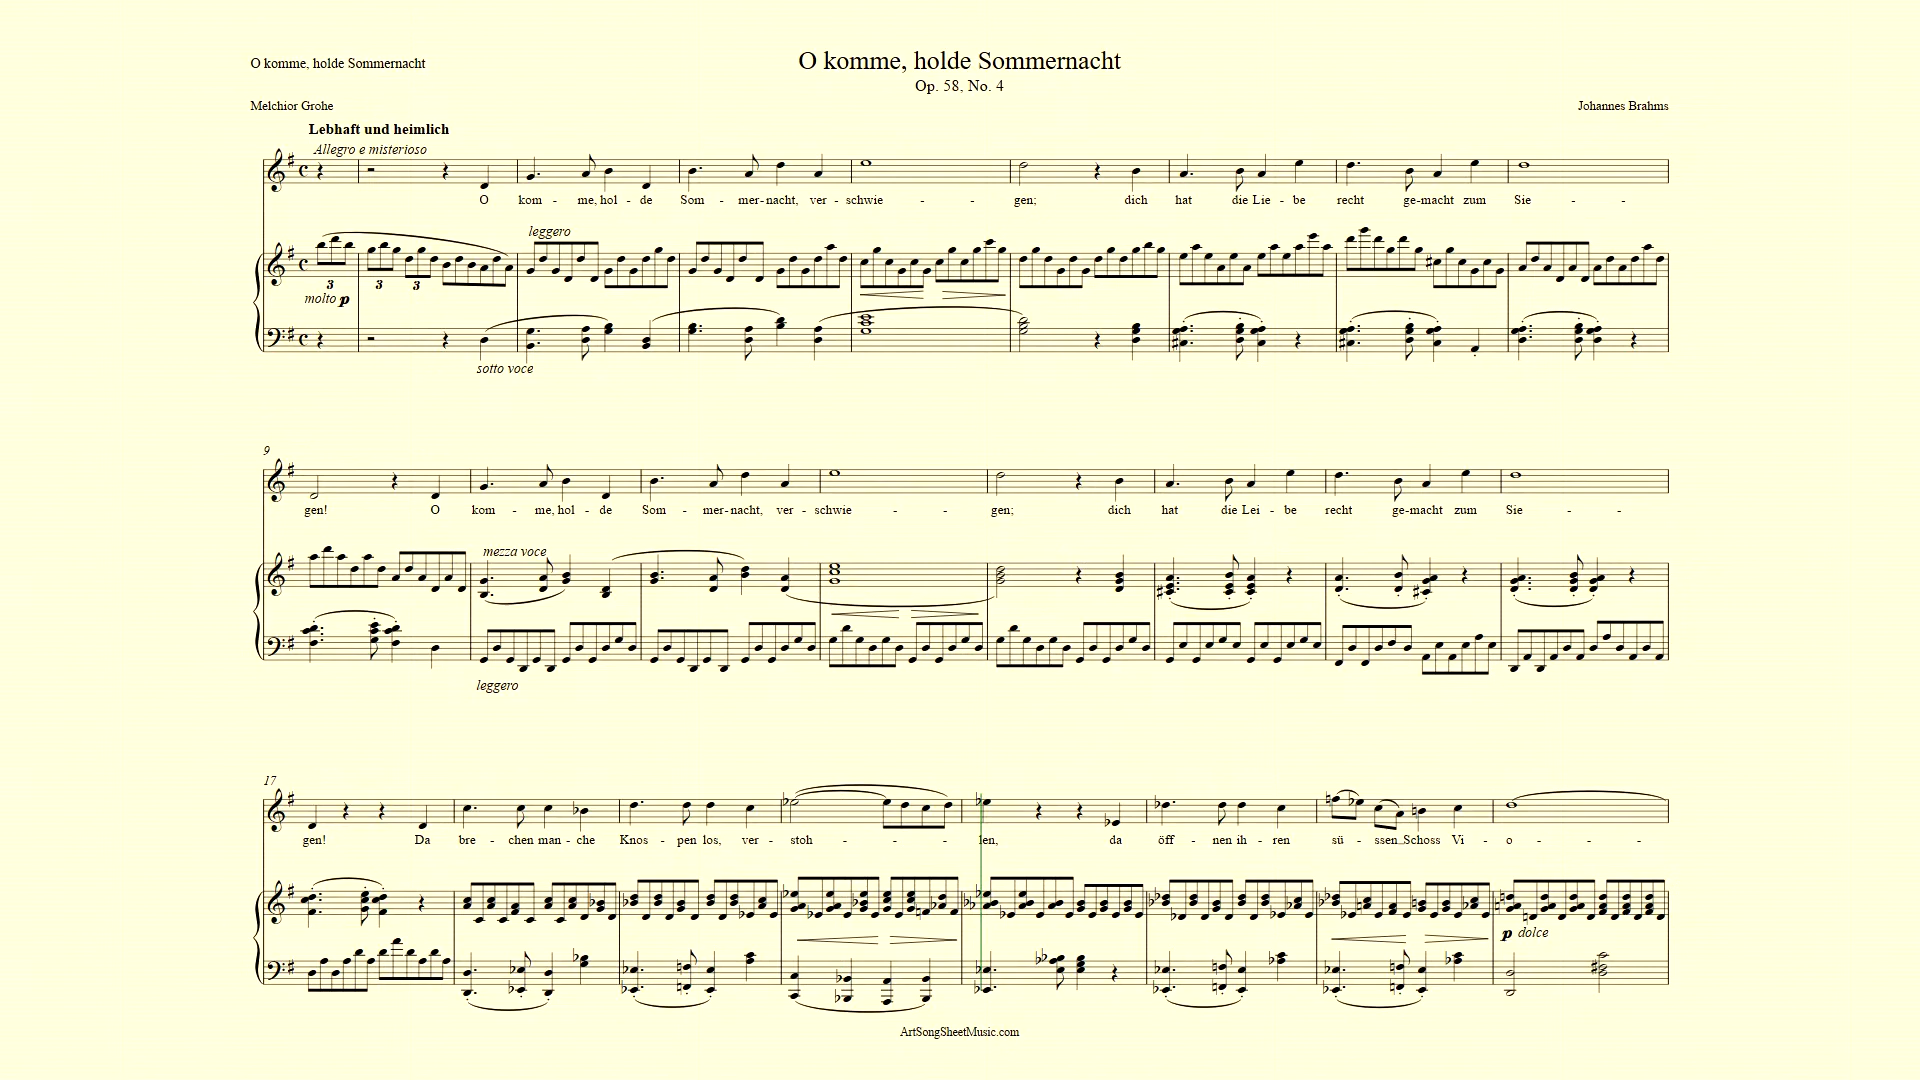 O komme, holde Sommernacht
O komme, holde Sommernacht
Op. 58, No. 4
Melchior Grohe
Johannes Brahms
Lebhaft und heimlich
Allegro e misterioso
O kom - me, hol - de Som - mer- nacht, ver - schwie - - gen; dich hat die Lie - be recht ge-macht zum Sie - -
leggero
3 3 3
molto p
sotto voce
9
gen! O kom - me, hol - de Som - mer- nacht, ver - schwie - - gen; dich hat die Lei - be recht ge-macht zum Sie - -
mezza voce
leggero
17
gen! Da bre - chen man - che Knos - pen los, ver - stoh - - - len, da öff - nen ih - ren sü - ssen_Schoss Vi - o - - -
p dolce
ArtSongSheetMusic.com